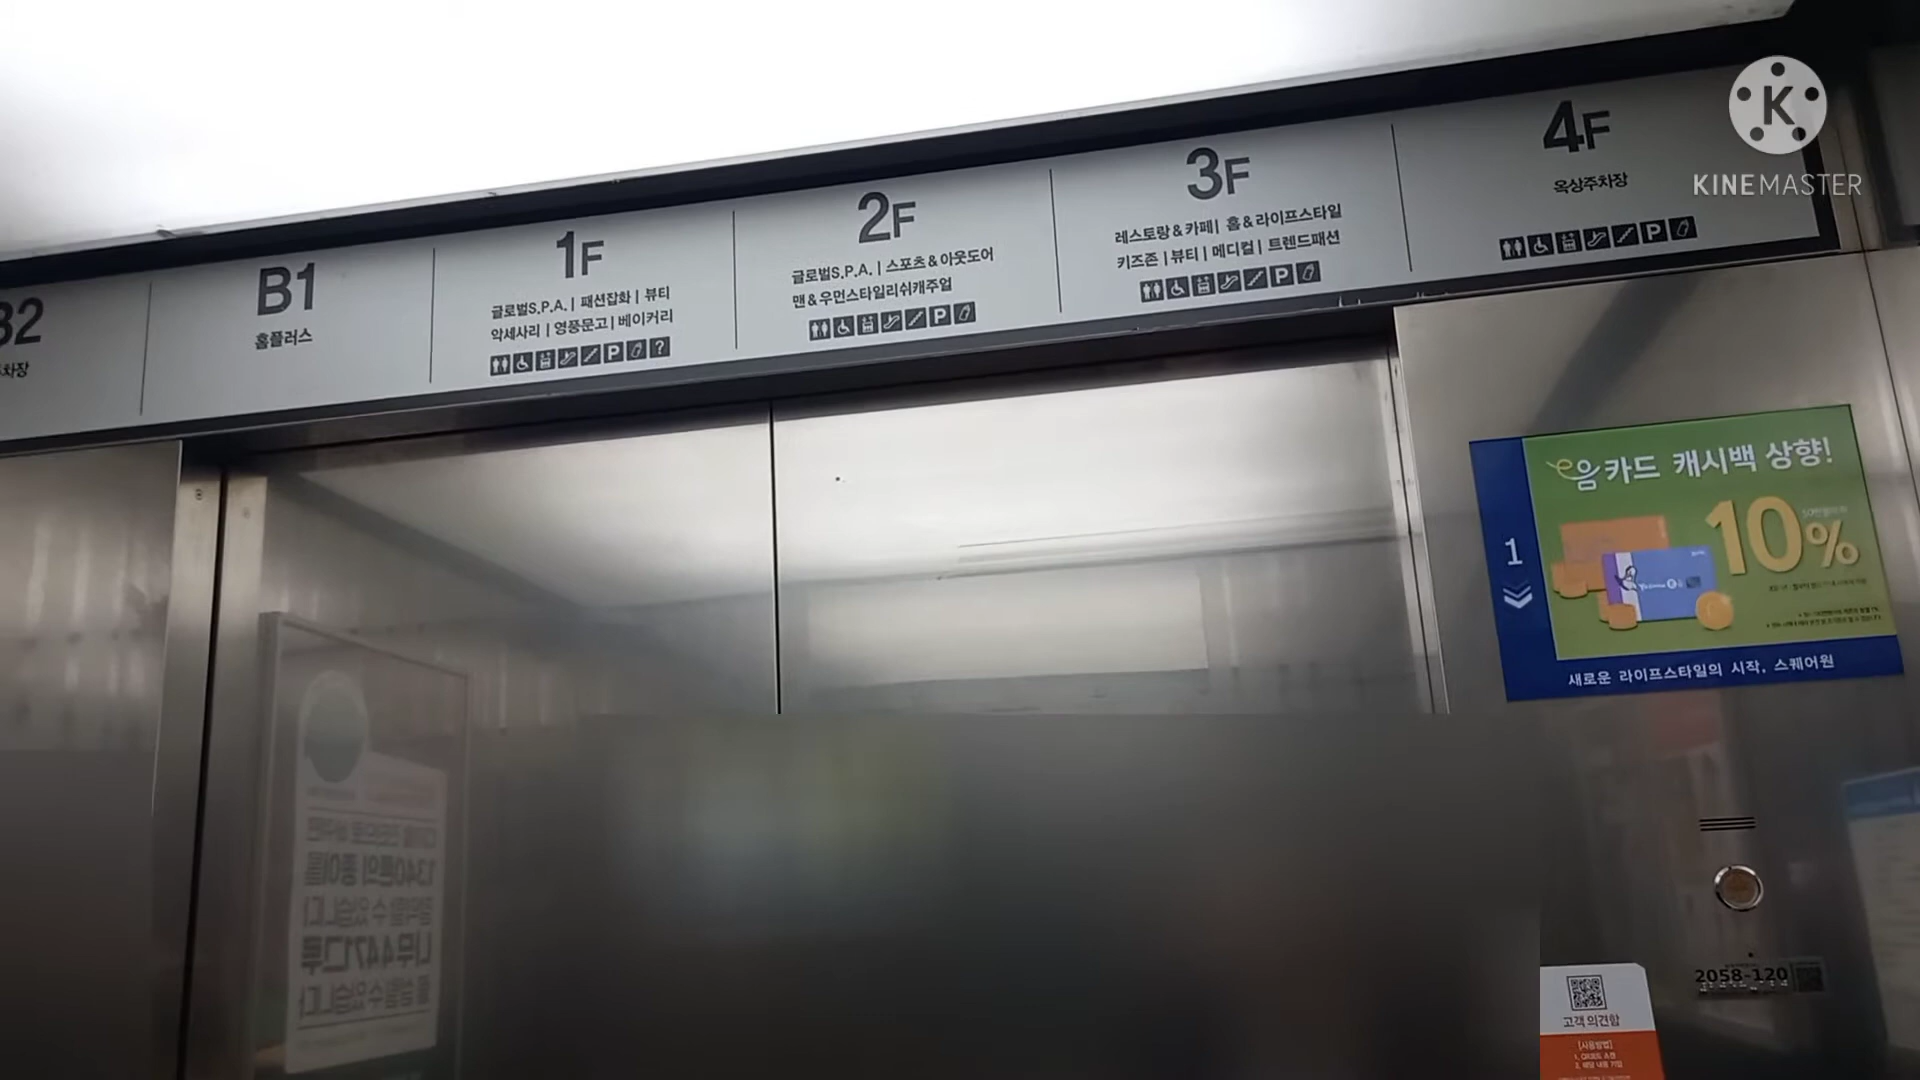 K
KINEMASTER
B2
B1
홈플러스
1F
글로벌S.P.A. | 패션잡화 | 뷰티
악세사리 | 영풍문고 | 베이커리
P
?
2F
글로벌S.P.A. | 스포츠&아웃도어
맨&우먼스타일리쉬캐주얼
P
3F
레스토랑&카페 | 홈&라이프스타일
키즈존 | 뷰티 | 메디컬 | 트렌드패션
P
4F
옥상주차장
P
e음카드 캐시백 상향!
10%
1
새로운 라이프스타일의 시작, 스퀘어원
2058-120
고객의견함
[사용방법]